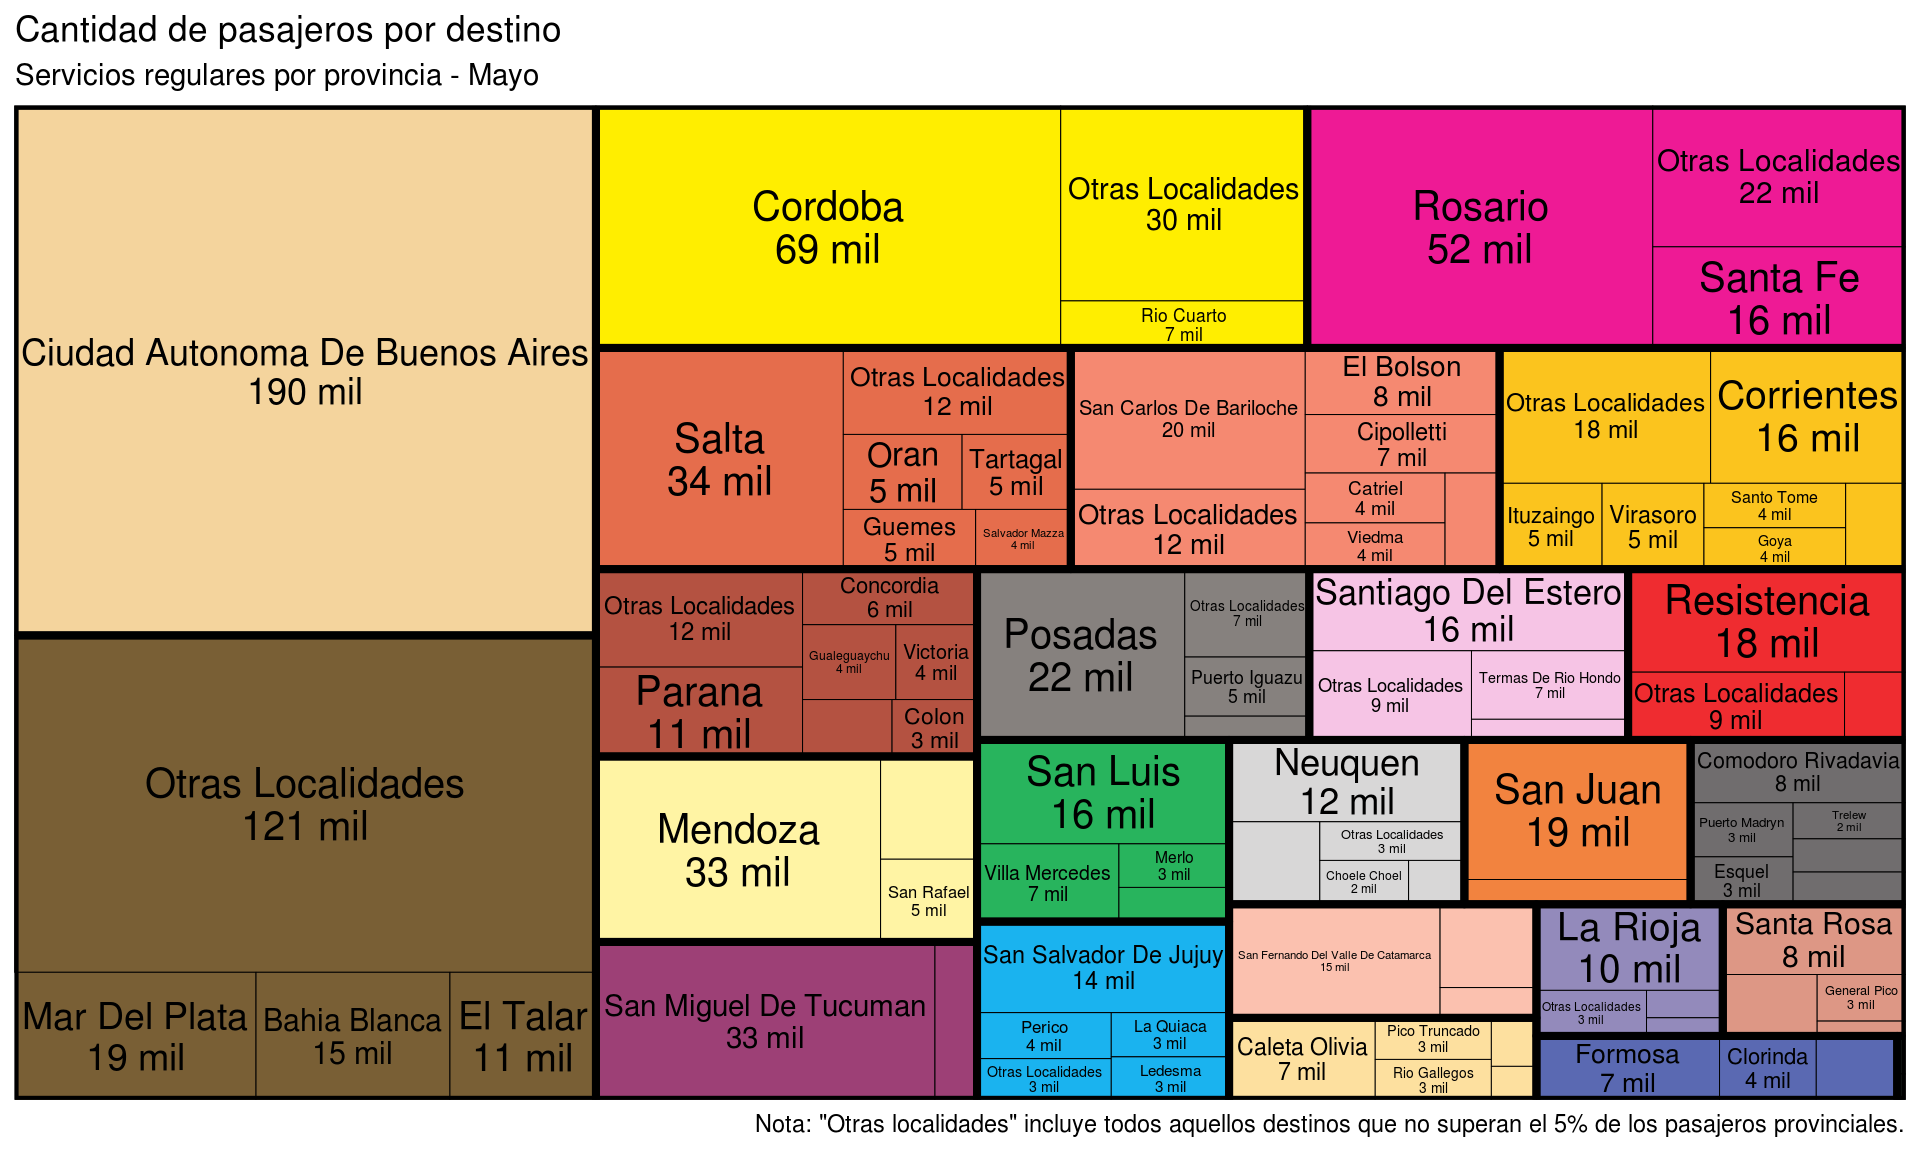 Cantidad de pasajeros por destino
Servicios regulares por provincia - Mayo
Ciudad Autonoma De Buenos Aires
190 mil
Otras Localidades
121 mil
Mar Del Plata
19 mil
Bahia Blanca
15 mil
El Talar
11 mil
Cordoba
69 mil
Otras Localidades
30 mil
Rio Cuarto
7 mil
Rosario
52 mil
Otras Localidades
22 mil
Santa Fe
16 mil
Salta
34 mil
Otras Localidades
12 mil
Oran
5 mil
Tartagal
5 mil
Guemes
5 mil
Salvador Mazza
4 mil
San Carlos De Bariloche
20 mil
Otras Localidades
12 mil
El Bolson
8 mil
Cipolletti
7 mil
Catriel
4 mil
Viedma
4 mil
Otras Localidades
18 mil
Corrientes
16 mil
Ituzaingo
5 mil
Virasoro
5 mil
Santo Tome
4 mil
Goya
4 mil
Otras Localidades
12 mil
Parana
11 mil
Concordia
6 mil
Gualeguaychu
4 mil
Victoria
4 mil
Colon
3 mil
Mendoza
33 mil
San Rafael
5 mil
San Miguel De Tucuman
33 mil
Posadas
22 mil
Otras Localidades
7 mil
Puerto Iguazu
5 mil
Santiago Del Estero
16 mil
Otras Localidades
9 mil
Termas De Rio Hondo
7 mil
Resistencia
18 mil
Otras Localidades
9 mil
San Luis
16 mil
Villa Mercedes
7 mil
Merlo
3 mil
San Salvador De Jujuy
14 mil
Perico
4 mil
La Quiaca
3 mil
Otras Localidades
3 mil
Ledesma
3 mil
Neuquen
12 mil
Otras Localidades
3 mil
Choele Choel
2 mil
San Juan
19 mil
Comodoro Rivadavia
8 mil
Puerto Madryn
3 mil
Trelew
2 mil
Esquel
3 mil
San Fernando Del Valle De Catamarca
15 mil
Caleta Olivia
7 mil
Pico Truncado
3 mil
Rio Gallegos
3 mil
La Rioja
10 mil
Otras Localidades
3 mil
Santa Rosa
8 mil
General Pico
3 mil
Formosa
7 mil
Clorinda
4 mil
Nota: "Otras localidades" incluye todos aquellos destinos que no superan el 5% de los pasajeros provinciales.